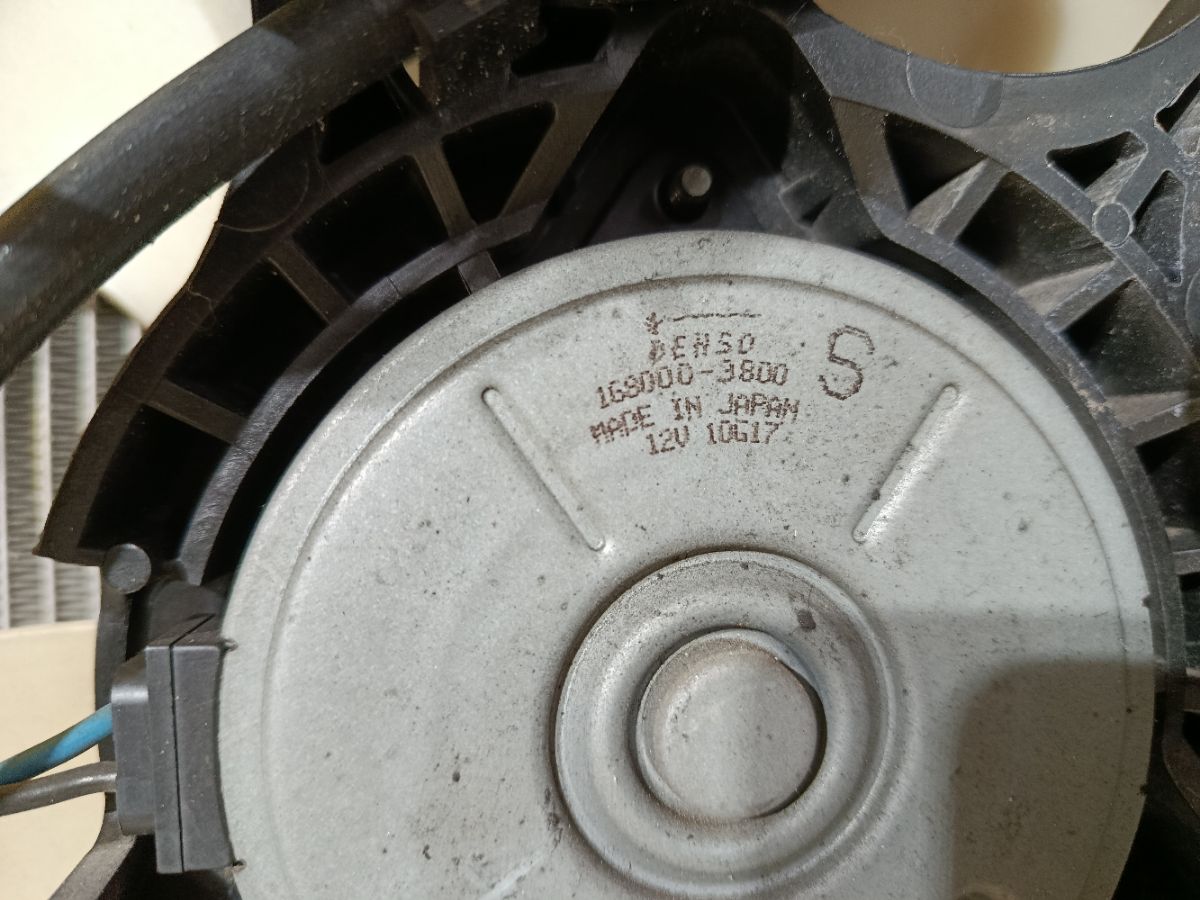 DENSO
S
168000-3800
MADE IN JAPAN
12V 10G17